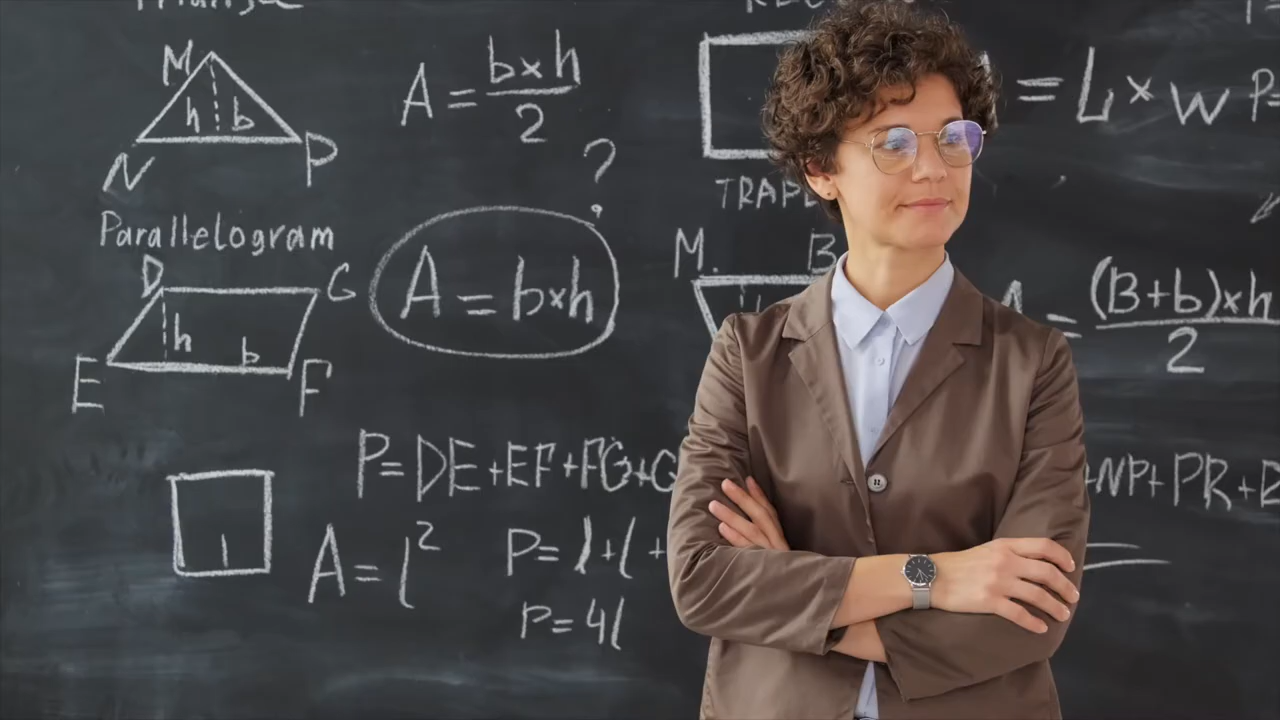 M
h b
N P
A = b×h
2
?
Parallelogram
D G
h b
E F
A = b×h
P=DE+EF+FG+G
l
A = l²
P= l+l+
P=4l
= L × W P=
TRAPE
M. B
A = (B+b)×h
2
+NP+PR+